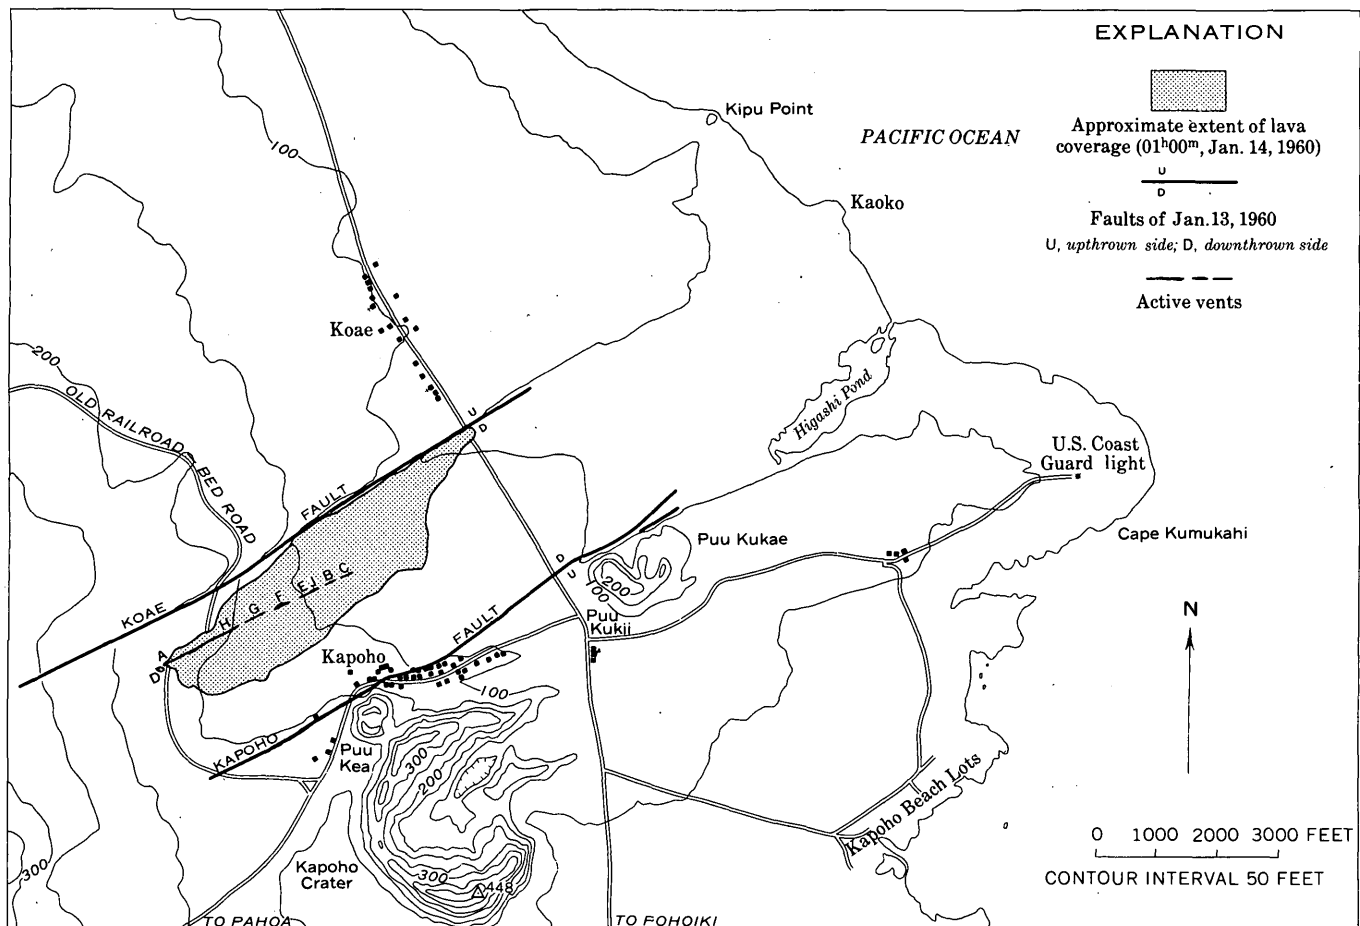 EXPLANATION
Approximate extent of lava
coverage (01h00m, Jan. 14, 1960)
U
D
Faults of Jan.13, 1960
U, upthrown side; D, downthrown side
Active vents
Kipu Point
PACIFIC OCEAN
Kaoko
100
Koae
200
OLD RAILROAD BED ROAD
Higashi Pond
U.S. Coast
Guard light
Cape Kumukahi
U
D
KOAE FAULT
Puu Kukae
D
U
200
100
A
D
H
G
F
E
J
B
C
Puu
Kukii
Kapoho
KAPOHO FAULT
100
Puu
Kea
300
200
N
Kapoho Beach Lots
0 1000 2000 3000 FEET
CONTOUR INTERVAL 50 FEET
300
Kapoho
Crater
300
448
TO PAHOA
TO POHOIKI